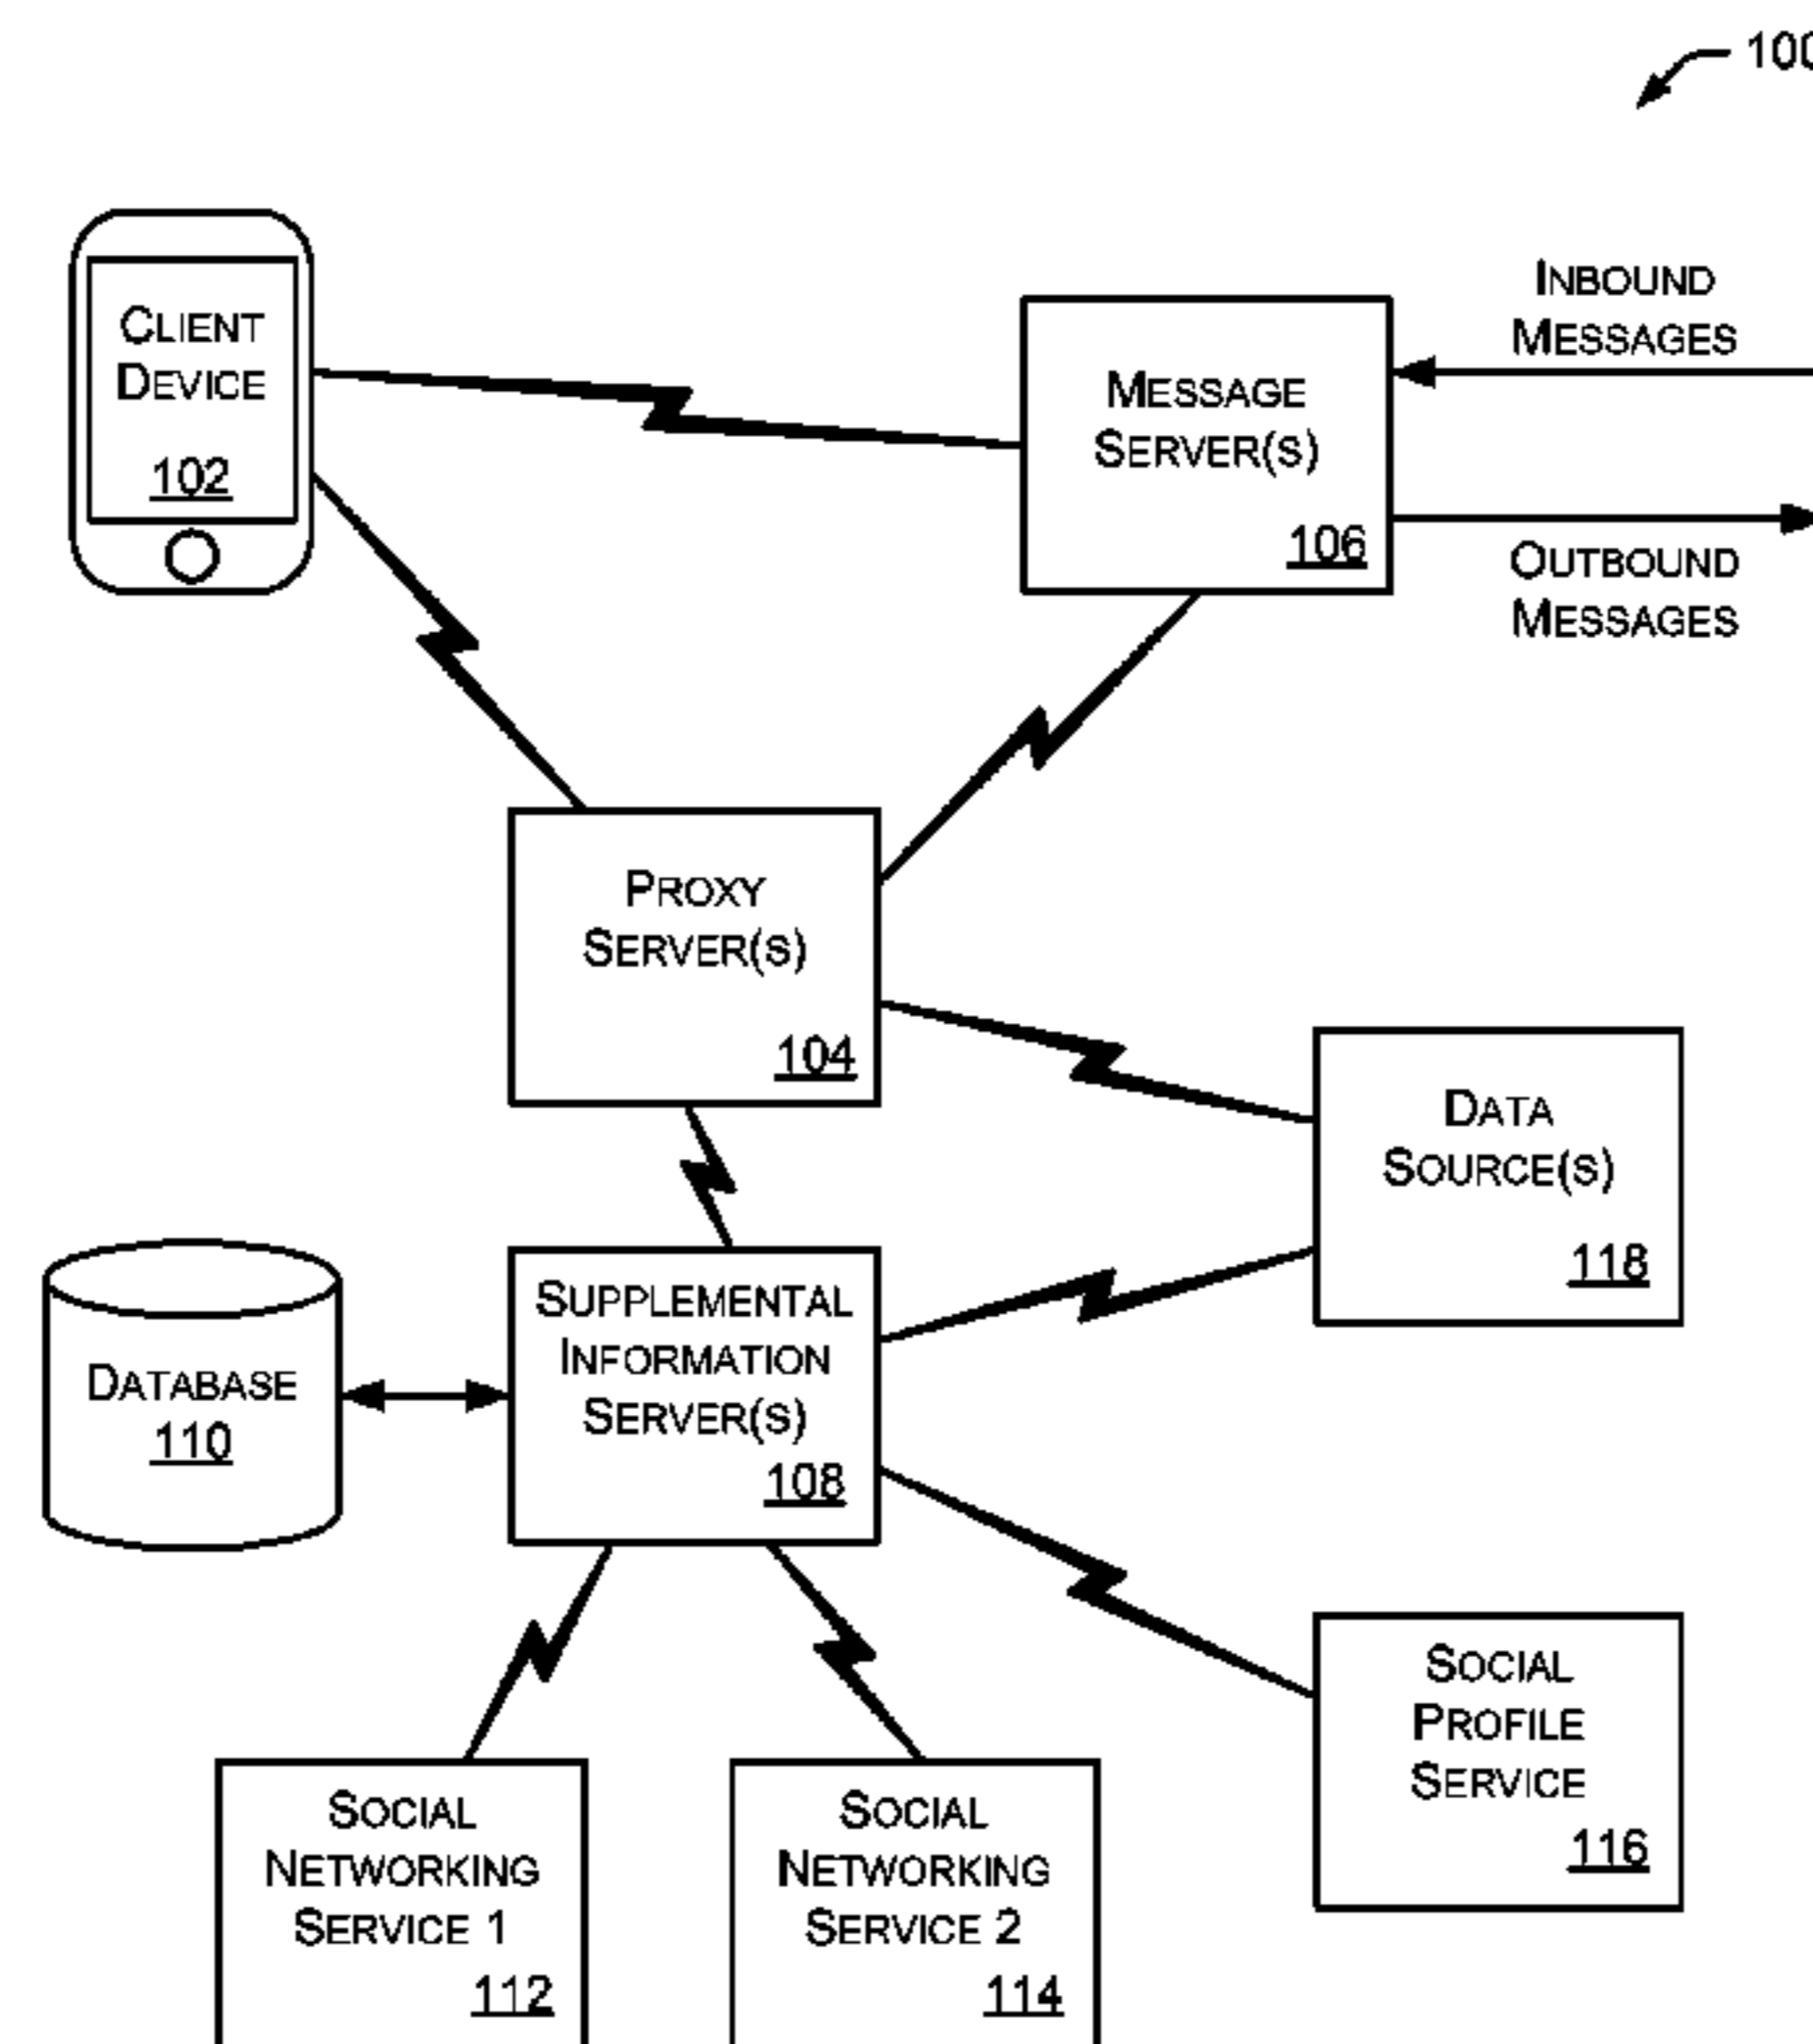 100
CLIENT
DEVICE
102
MESSAGE
SERVER(S)
106
INBOUND
MESSAGES
OUTBOUND
MESSAGES
PROXY
SERVER(S)
104
DATA
SOURCE(S)
118
DATABASE
110
SUPPLEMENTAL
INFORMATION
SERVER(S)
108
SOCIAL
PROFILE
SERVICE
116
SOCIAL
NETWORKING
SERVICE 1
112
SOCIAL
NETWORKING
SERVICE 2
114